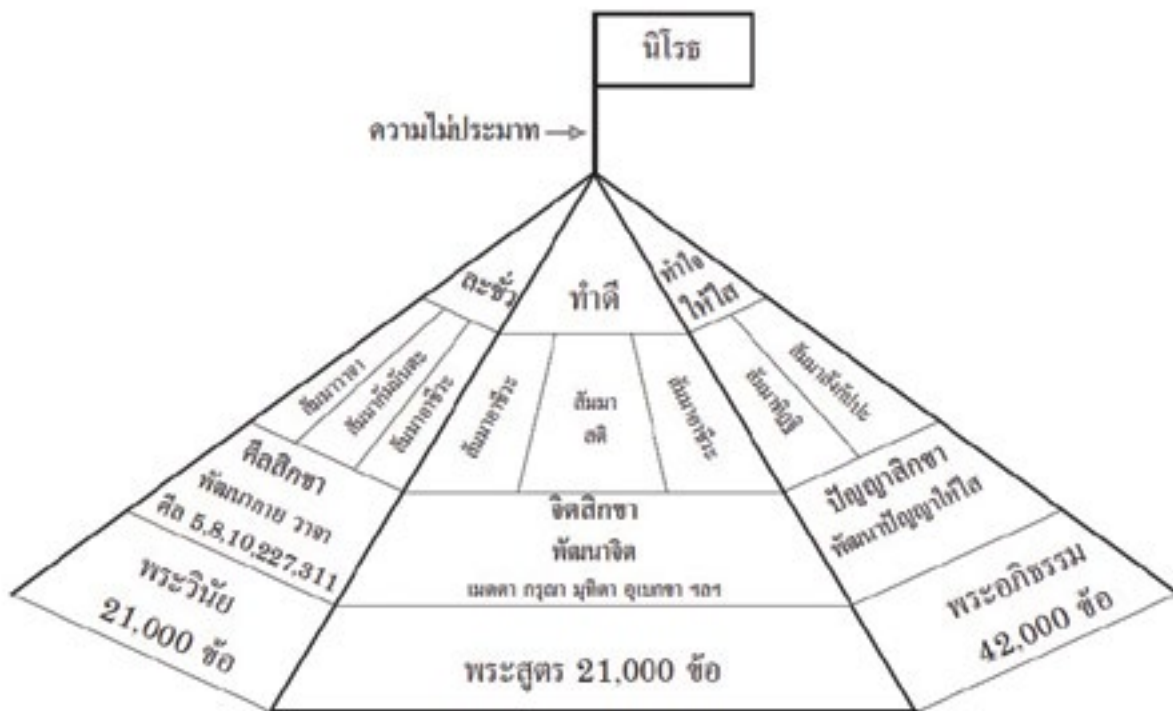 นิโรธ
ความไม่ประมาท
ละชั่ว
ทำดี
ทำใจ
ให้ใส
สัมมาวาจา
สัมมากัมมันตะ
สัมมาอาชีวะ
สัมมาอาชีวะ
สัมมา
สติ
สัมมาอาชีวะ
สัมมาทิฏฐิ
สัมมาสังกัปปะ
ศีลสิกขา
พัฒนากาย วาจา
ศีล 5,8,10,227,311
จิตสิกขา
พัฒนาจิต
เมตตา กรุณา มุทิตา อุเบกขา ฯลฯ
ปัญญาสิกขา
พัฒนาปัญญาให้ใส
พระวินัย
21,000 ข้อ
พระสูตร 21,000 ข้อ
พระอภิธรรม
42,000 ข้อ